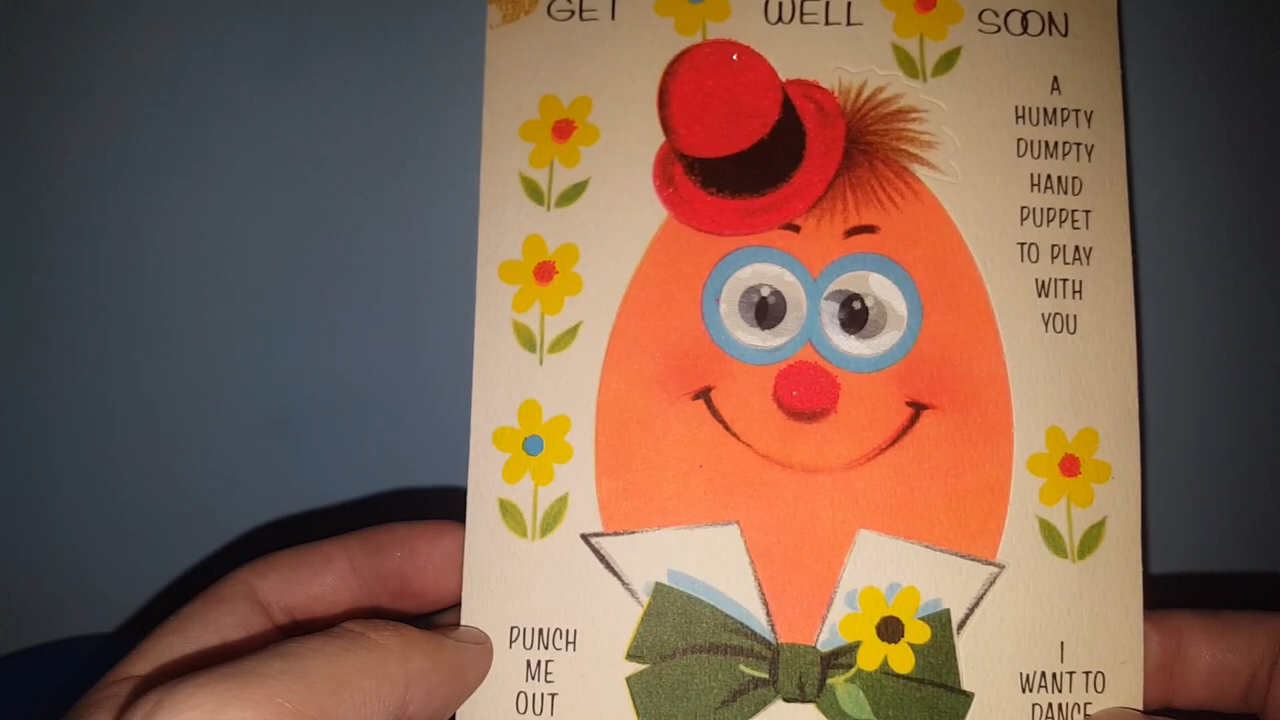 GET WELL SOON
A
HUMPTY
DUMPTY
HAND
PUPPET
TO PLAY
WITH
YOU
PUNCH
ME
OUT
I
WANT TO
DANCE